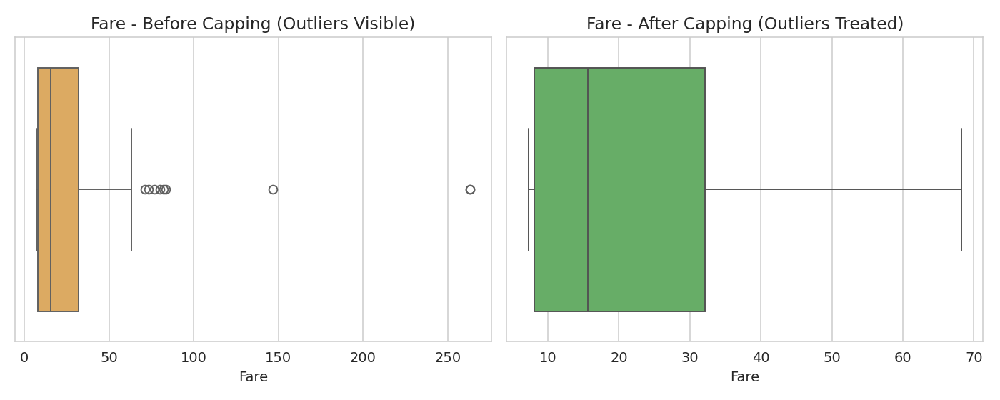 Fare - Before Capping (Outliers Visible)
0 50 100 150 200 250
Fare
Fare - After Capping (Outliers Treated)
10 20 30 40 50 60 70
Fare